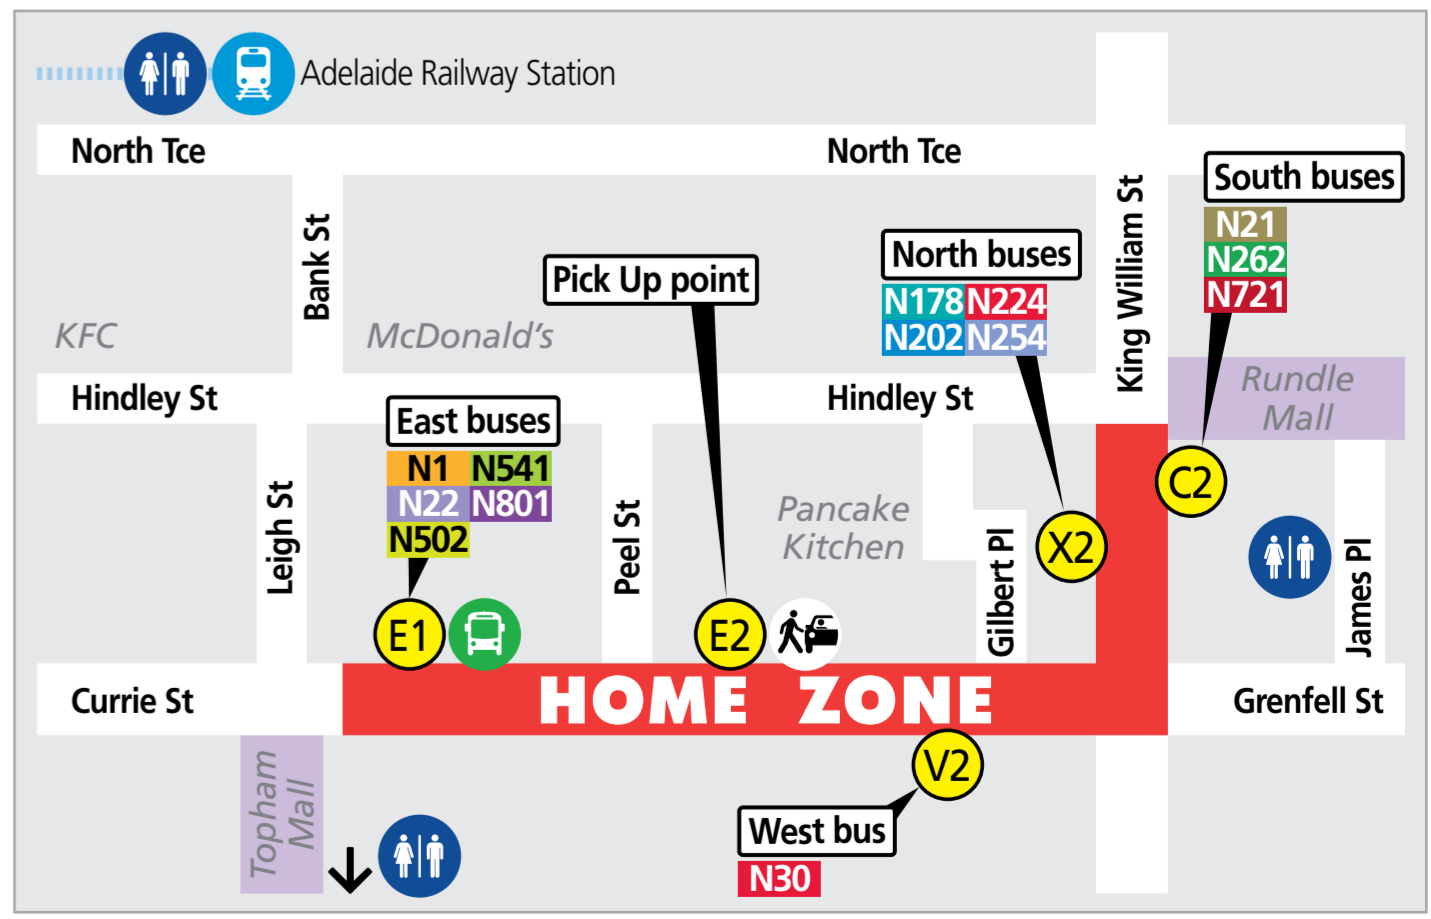 Adelaide Railway Station
North Tce
North Tce
South buses
N21
N262
N721
Bank St
King William St
North buses
N178 N224
N202 N254
Pick Up point
KFC
McDonald's
Rundle
Mall
Hindley St
Hindley St
East buses
N1 N541
N22 N801
N502
C2
Leigh St
Peel St
Pancake
Kitchen
Gilbert Pl
X2
James Pl
E1
E2
Currie St
HOME ZONE
Grenfell St
Topham
Mall
V2
West bus
N30